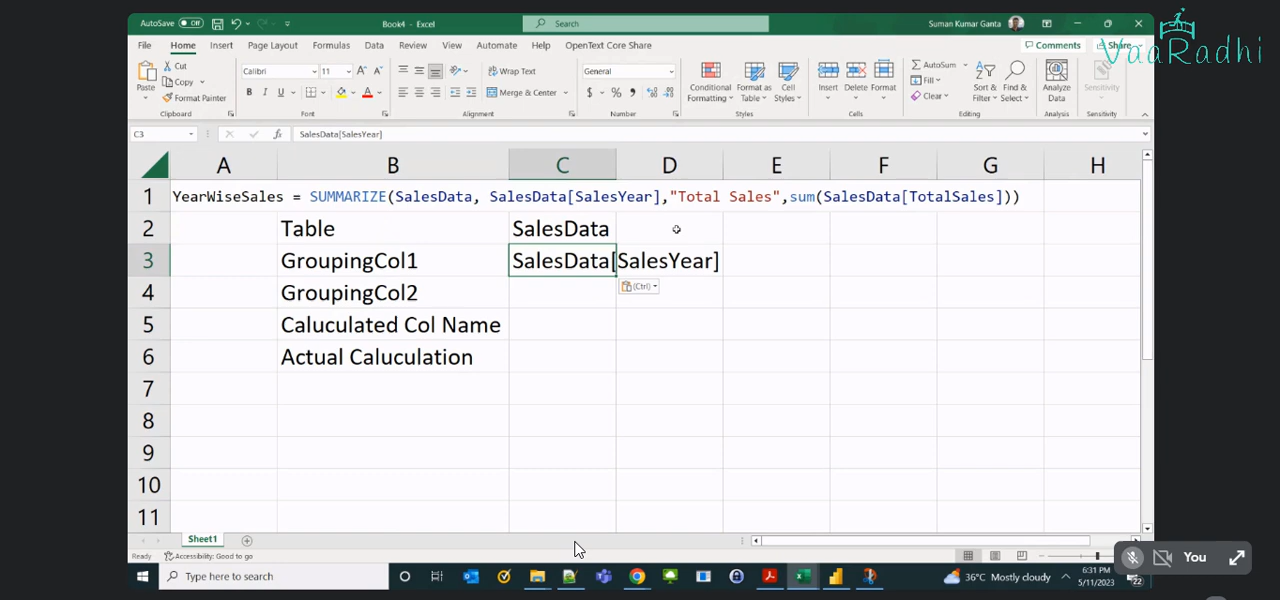 AutoSave Off
Book4 - Excel
Search
Suman Kumar Ganta
VaaRadhi
File Home Insert Page Layout Formulas Data Review View Automate Help OpenText Core Share
Comments
Share
Paste
Cut
Copy
Format Painter
Clipboard
Calibri 11
B I U
Font
Wrap Text
Merge & Center
Alignment
General
$ % ,
Number
Conditional Formatting
Format as Table
Cell Styles
Styles
Insert Delete Format
Cells
AutoSum
Fill
Clear
Sort & Filter
Find & Select
Editing
Analyze Data
Analysis
Sensitivity
Sensitivity
C3
fx SalesData[SalesYear]
A B C D E F G H
1 YearWiseSales = SUMMARIZE(SalesData, SalesData[SalesYear],"Total Sales",sum(SalesData[TotalSales]))
2 Table SalesData
3 GroupingCol1 SalesData[SalesYear]
(Ctrl)
4 GroupingCol2
5 Caluculated Col Name
6 Actual Caluculation
7
8
9
10
11
Sheet1
Ready Accessibility: Good to go
You
Type here to search
36°C Mostly cloudy
6:31 PM
5/11/2023
22